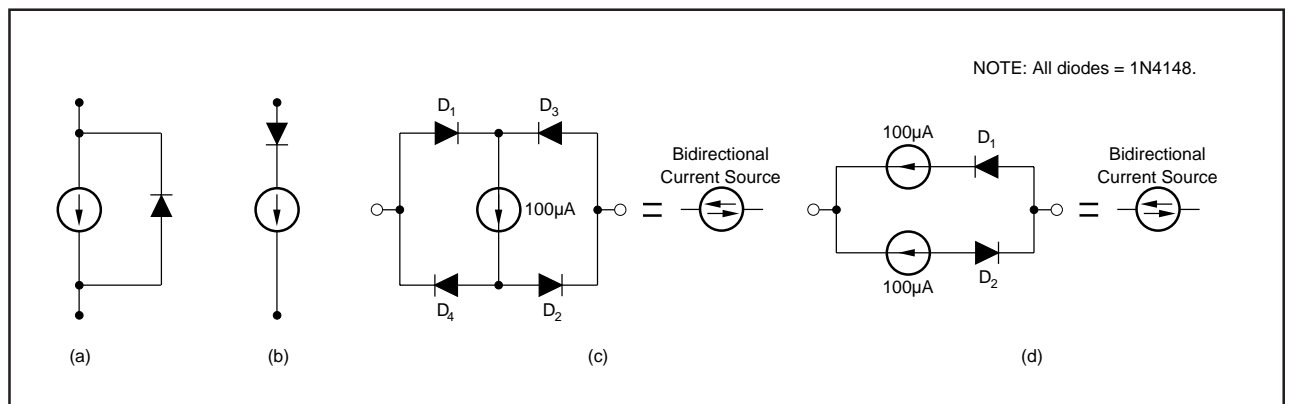 NOTE: All diodes = 1N4148.
D1
D3
100µA
D4
D2
Bidirectional
Current Source
=
100µA
D1
100µA
D2
Bidirectional
Current Source
=
(a)
(b)
(c)
(d)